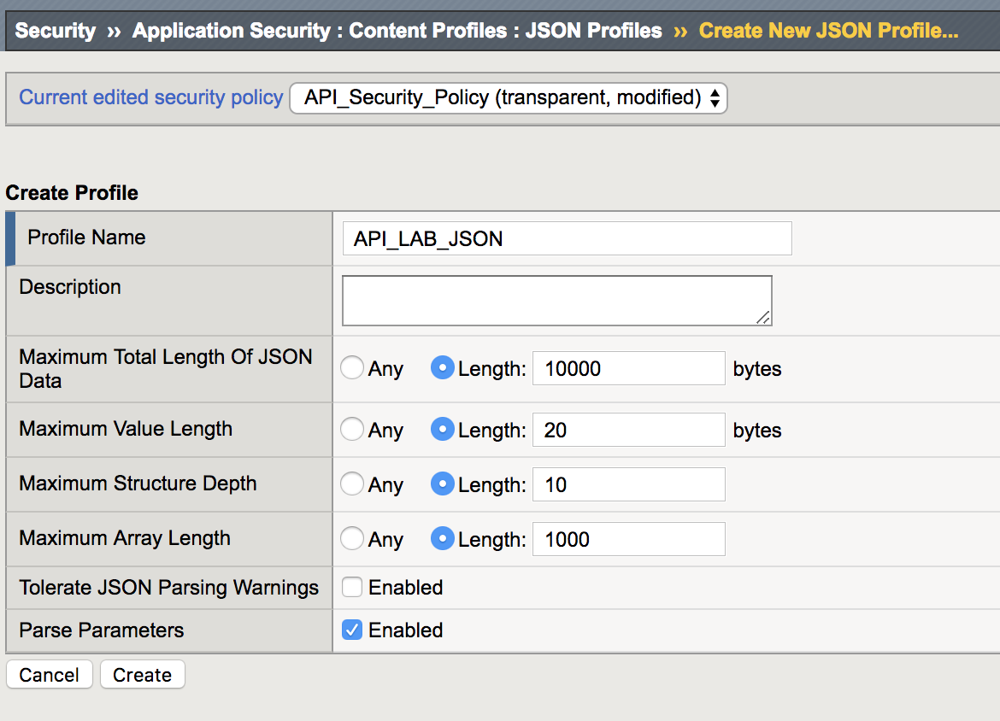 Security ›› Application Security : Content Profiles : JSON Profiles ›› Create New JSON Profile...
Current edited security policy API_Security_Policy (transparent, modified)
Create Profile
Profile Name API_LAB_JSON
Description
Maximum Total Length Of JSON
Data
Any Length: 10000 bytes
Maximum Value Length Any Length: 20 bytes
Maximum Structure Depth Any Length: 10
Maximum Array Length Any Length: 1000
Tolerate JSON Parsing Warnings Enabled
Parse Parameters Enabled
Cancel Create